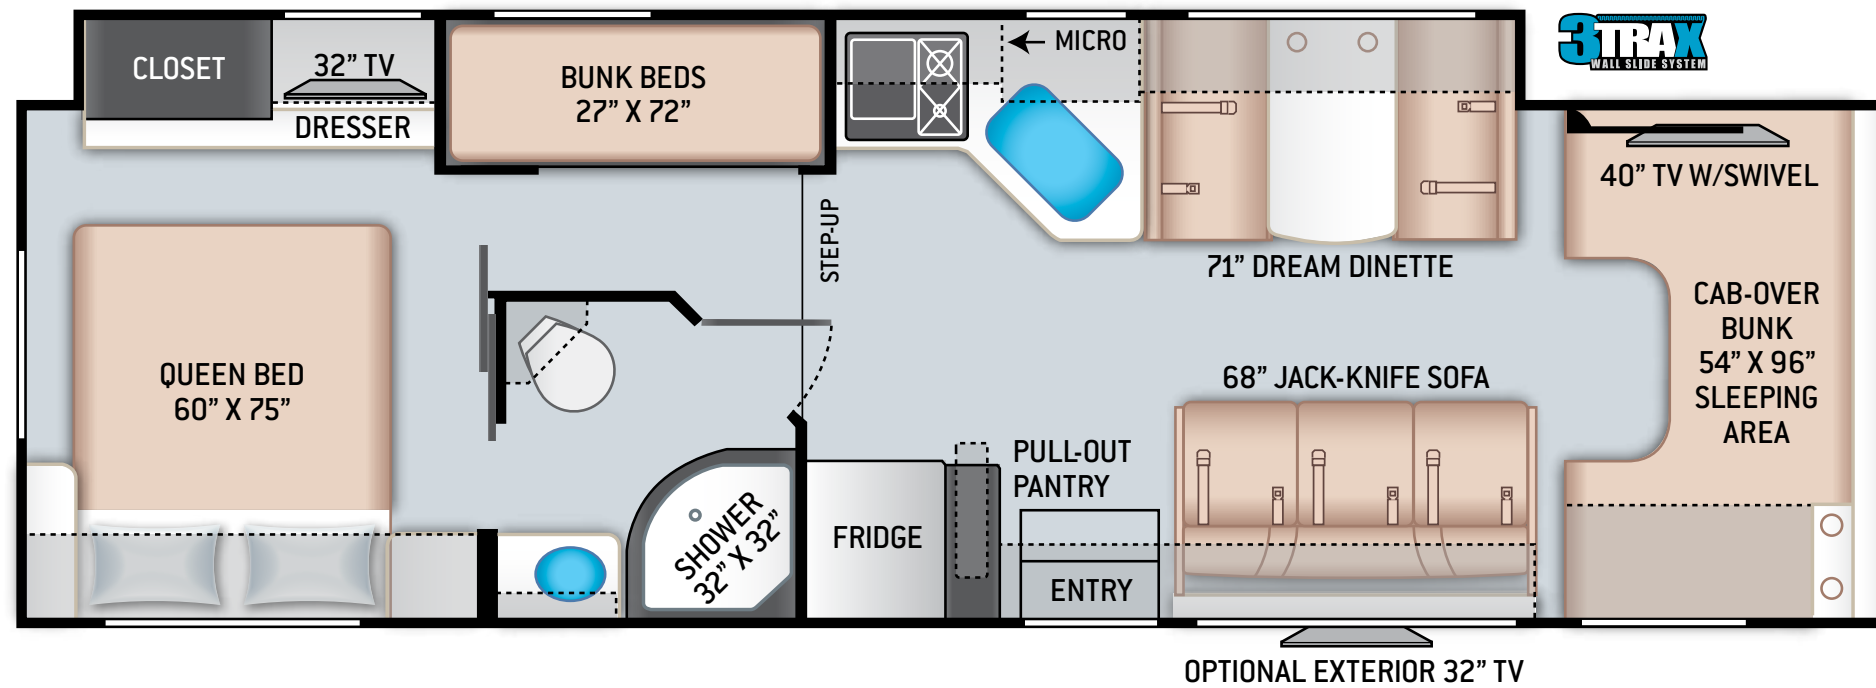 3TRAX
WALL SLIDE SYSTEM
CLOSET
32” TV
DRESSER
BUNK BEDS
27” X 72”
MICRO
STEP-UP
71” DREAM DINETTE
40” TV W/SWIVEL
CAB-OVER
BUNK
54” X 96”
SLEEPING
AREA
QUEEN BED
60” X 75”
68” JACK-KNIFE SOFA
PULL-OUT
PANTRY
SHOWER
32” X 32”
FRIDGE
ENTRY
OPTIONAL EXTERIOR 32” TV